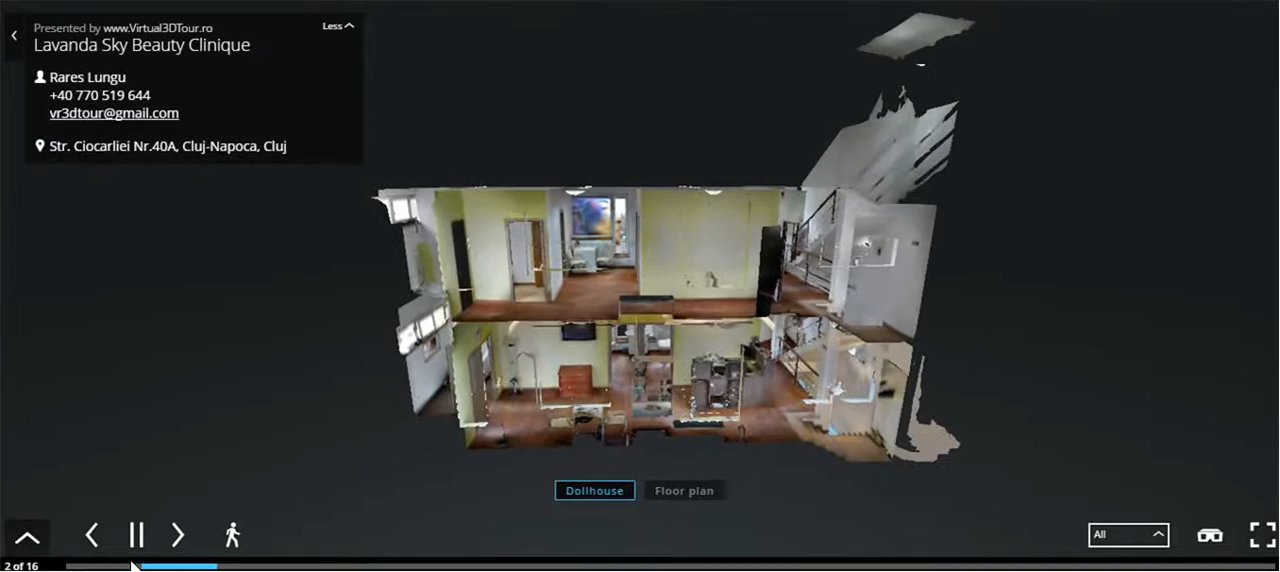 Presented by www.Virtual3DTour.ro
Less
Lavanda Sky Beauty Clinique
Rares Lungu
+40 770 519 644
vr3dtour@gmail.com
Str. Ciocarliei Nr.40A, Cluj-Napoca, Cluj
Dollhouse
Floor plan
All
2 of 16